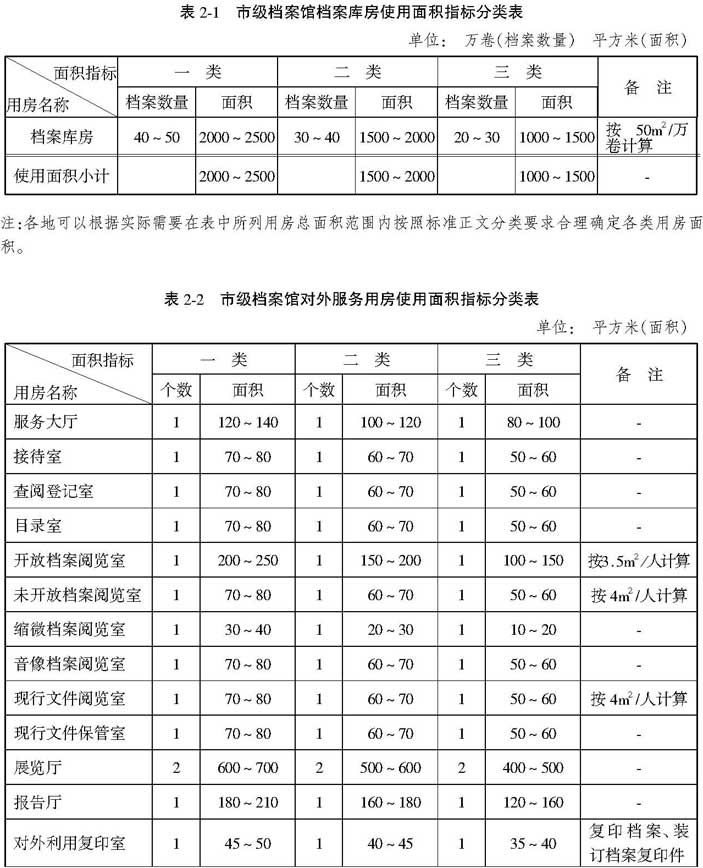 表 2-1　市级档案馆档案库房使用面积指标分类表
单位：　万卷(档案数量)　平方米(面积)
面积指标　一　类　二　类　三　类　备　注
用房名称　档案数量　面积　档案数量　面积　档案数量　面积
档案库房　40～50　2000～2500　30～40　1500～2000　20～30　1000～1500　按　50m²/万
卷计算
使用面积小计　2000～2500　1500～2000　1000～1500　-
注:各地可以根据实际需要在表中所列用房总面积范围内按照标准正文分类要求合理确定各类用房面
积。
表 2-2　市级档案馆对外服务用房使用面积指标分类表
单位：　平方米(面积)
面积指标　一　类　二　类　三　类　备　注
用房名称　个数　面积　个数　面积　个数　面积
服务大厅　1　120～140　1　100～120　1　80～100　-
接待室　1　70～80　1　60～70　1　50～60　-
查阅登记室　1　70～80　1　60～70　1　50～60　-
目录室　1　70～80　1　60～70　1　50～60　-
开放档案阅览室　1　200～250　1　150～200　1　100～150　按3.5m²/人计算
未开放档案阅览室　1　70～80　1　60～70　1　50～60　按4m²/人计算
缩微档案阅览室　1　30～40　1　20～30　1　10～20　-
音像档案阅览室　1　70～80　1　60～70　1　50～60　-
现行文件阅览室　1　70～80　1　60～70　1　50～60　按4m²/人计算
现行文件保管室　1　70～80　1　60～70　1　50～60　-
展览厅　2　600～700　2　500～600　2　400～500　-
报告厅　1　180～210　1　160～180　1　120～160　-
对外利用复印室　1　45～50　1　40～45　1　35～40　复印档案、装
订档案复印件